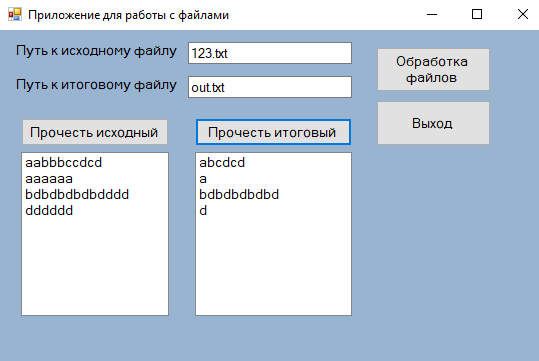 Приложение для работы с файлами
Путь к исходному файлу
123.txt
Путь к итоговому файлу
out.txt
Обработка
файлов
Выход
Прочесть исходный
Прочесть итоговый
aabbbccdcd
aaaaaa
bdbdbdbdbdddd
dddddd
abcdcd
a
bdbdbdbdbd
d